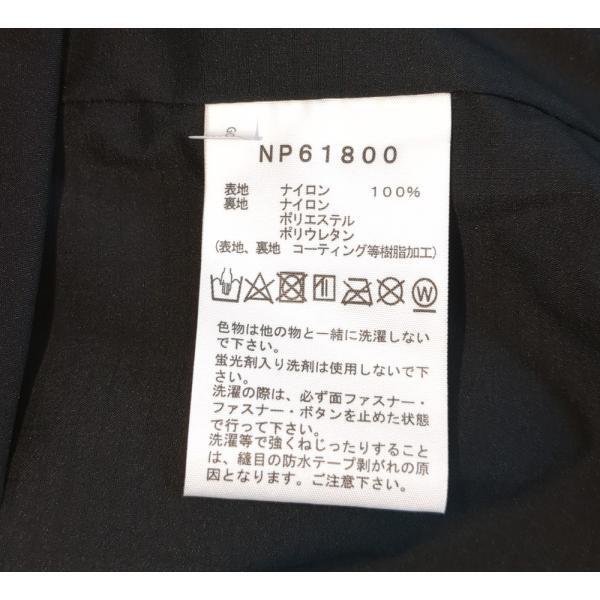 NP61800
表地 ナイロン 100%
裏地 ナイロン
ポリエステル
ポリウレタン
(表地、裏地 コーティング等樹脂加工)
W
色物は他の物と一緒に洗濯しない
で下さい。
蛍光剤入り洗剤は使用しないで下
さい。
洗濯の際は、必ず面ファスナー・
ファスナー・ボタンを止めた状態
で行って下さい。
洗濯等で強くねじったりすること
は、縫目の防水テープ剥がれの原
因となります。ご注意下さい。